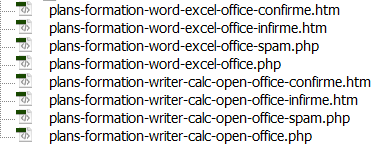 plans-formation-word-excel-office-confirme.htm
plans-formation-word-excel-office-infirme.htm
plans-formation-word-excel-office-spam.php
plans-formation-word-excel-office.php
plans-formation-writer-calc-open-office-confirme.htm
plans-formation-writer-calc-open-office-infirme.htm
plans-formation-writer-calc-open-office-spam.php
plans-formation-writer-calc-open-office.php